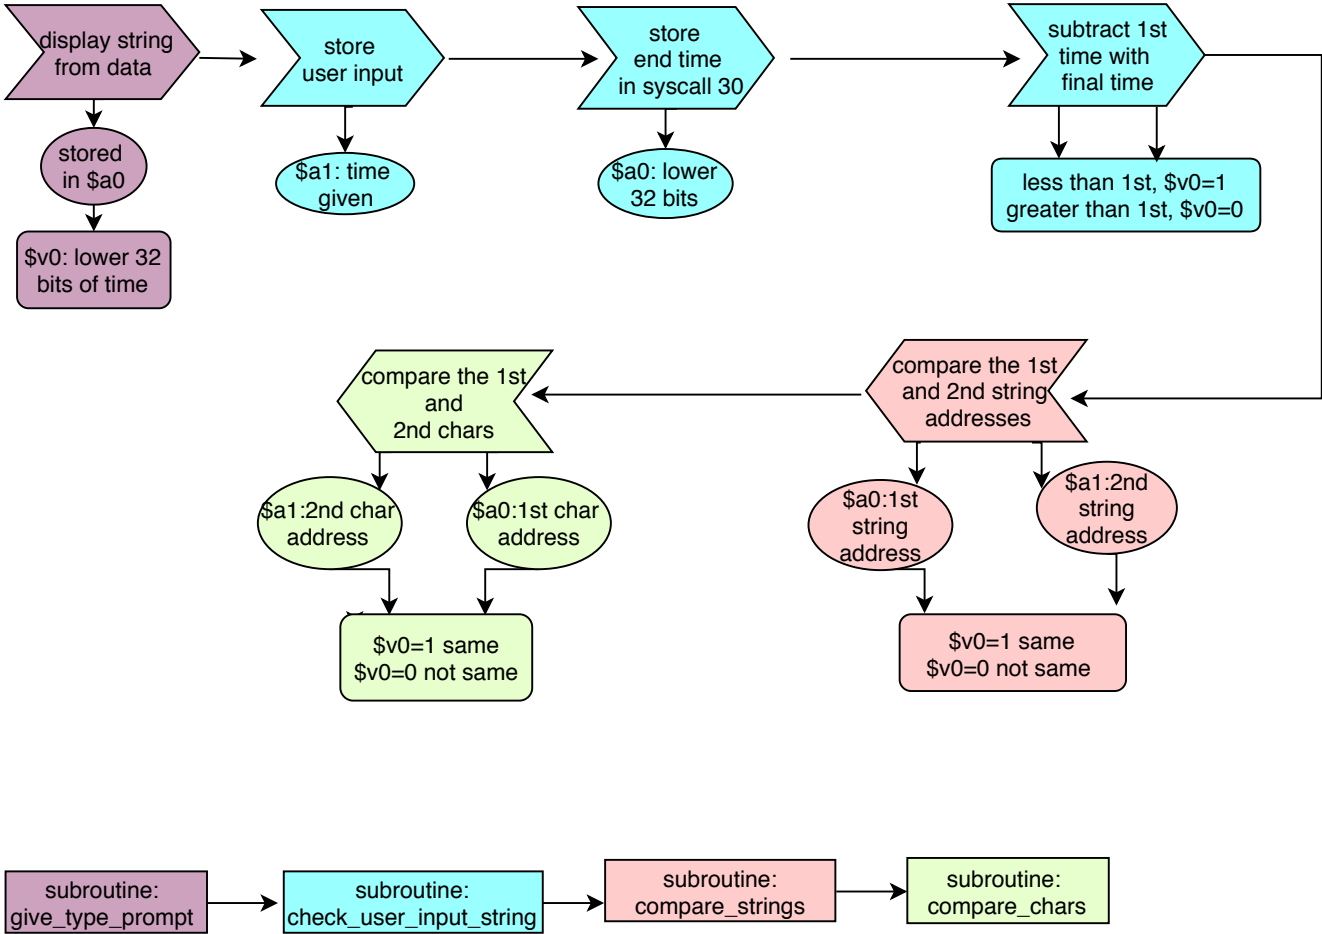 display string
from data
store
user input
store
end time
in syscall 30
subtract 1st
time with
final time
stored
in $a0
$a1: time
given
$a0: lower
32 bits
less than 1st, $v0=1
greater than 1st, $v0=0
$v0: lower 32
bits of time
compare the 1st
and 2nd string
addresses
compare the 1st
and
2nd chars
$a0:1st
string
address
$a1:2nd
string
address
$a1:2nd char
address
$a0:1st char
address
$v0=1 same
$v0=0 not same
$v0=1 same
$v0=0 not same
subroutine:
give_type_prompt
subroutine:
check_user_input_string
subroutine:
compare_strings
subroutine:
compare_chars